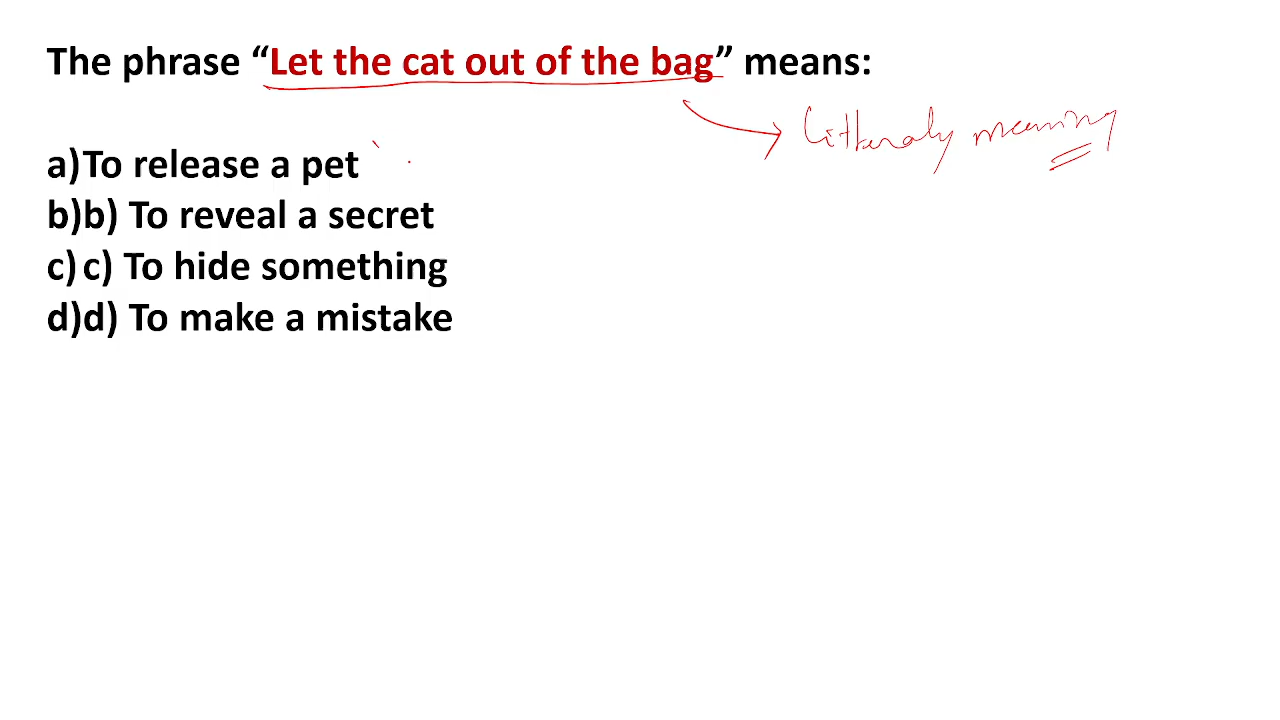 The phrase “Let the cat out of the bag” means:
litteraly meaning
a)To release a pet
b)b) To reveal a secret
c) c) To hide something
d)d) To make a mistake